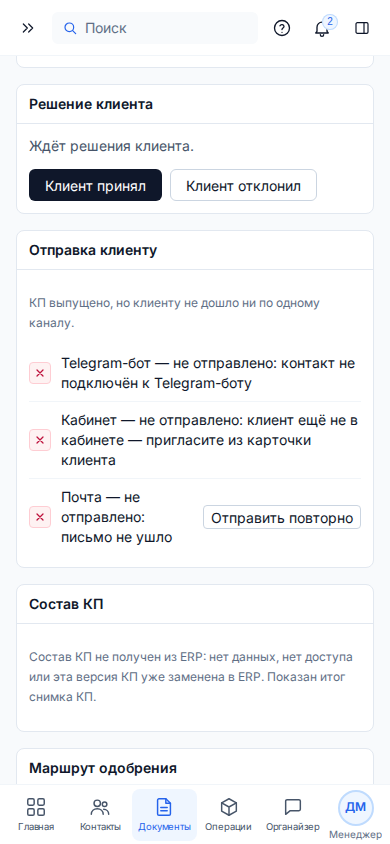 Поиск
2
Решение клиента
Ждёт решения клиента.
Клиент принял
Клиент отклонил
Отправка клиенту
КП выпущено, но клиенту не дошло ни по одному
каналу.
Telegram-бот — не отправлено: контакт не
подключён к Telegram-боту
Кабинет — не отправлено: клиент ещё не в
кабинете — пригласите из карточки
клиента
Почта — не
отправлено:
письмо не ушло
Отправить повторно
Состав КП
Состав КП не получен из ERP: нет данных, нет доступа
или эта версия КП уже заменена в ERP. Показан итог
снимка КП.
Маршрут одобрения
Главная
Контакты
Документы
Операции
Органайзер
ДМ
Менеджер